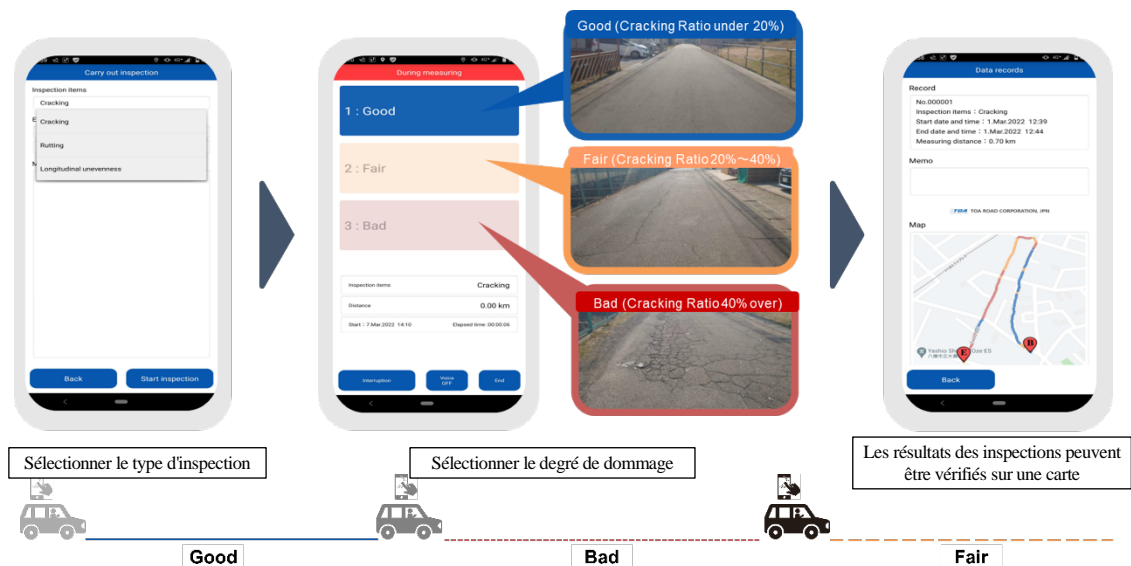 Carry out inspection
Inspection items
Cracking
Cracking
Rutting
Longitudinal unevenness
Back
Start inspection
During measuring
1 : Good
2 : Fair
3 : Bad
Inspection items
Cracking
Distance
0.00 km
Start : 7.Mar.2022 14:10
Elapsed time :00:00:06
Interruption
Voice
OFF
End
Good (Cracking Ratio under 20%)
Fair (Cracking Ratio 20%～40%)
Bad (Cracking Ratio 40% over)
Data records
Record
No.000001
Inspection items : Cracking
Start date and time : 1.Mar.2022 12:39
End date and time : 1.Mar.2022 12:44
Measuring distance : 0.70 km
Memo
TOA ROAD CORPORATION, JPN
Map
E
B
Back
Sélectionner le type d'inspection
Sélectionner le degré de dommage
Les résultats des inspections peuvent
être vérifiés sur une carte
Good
Bad
Fair